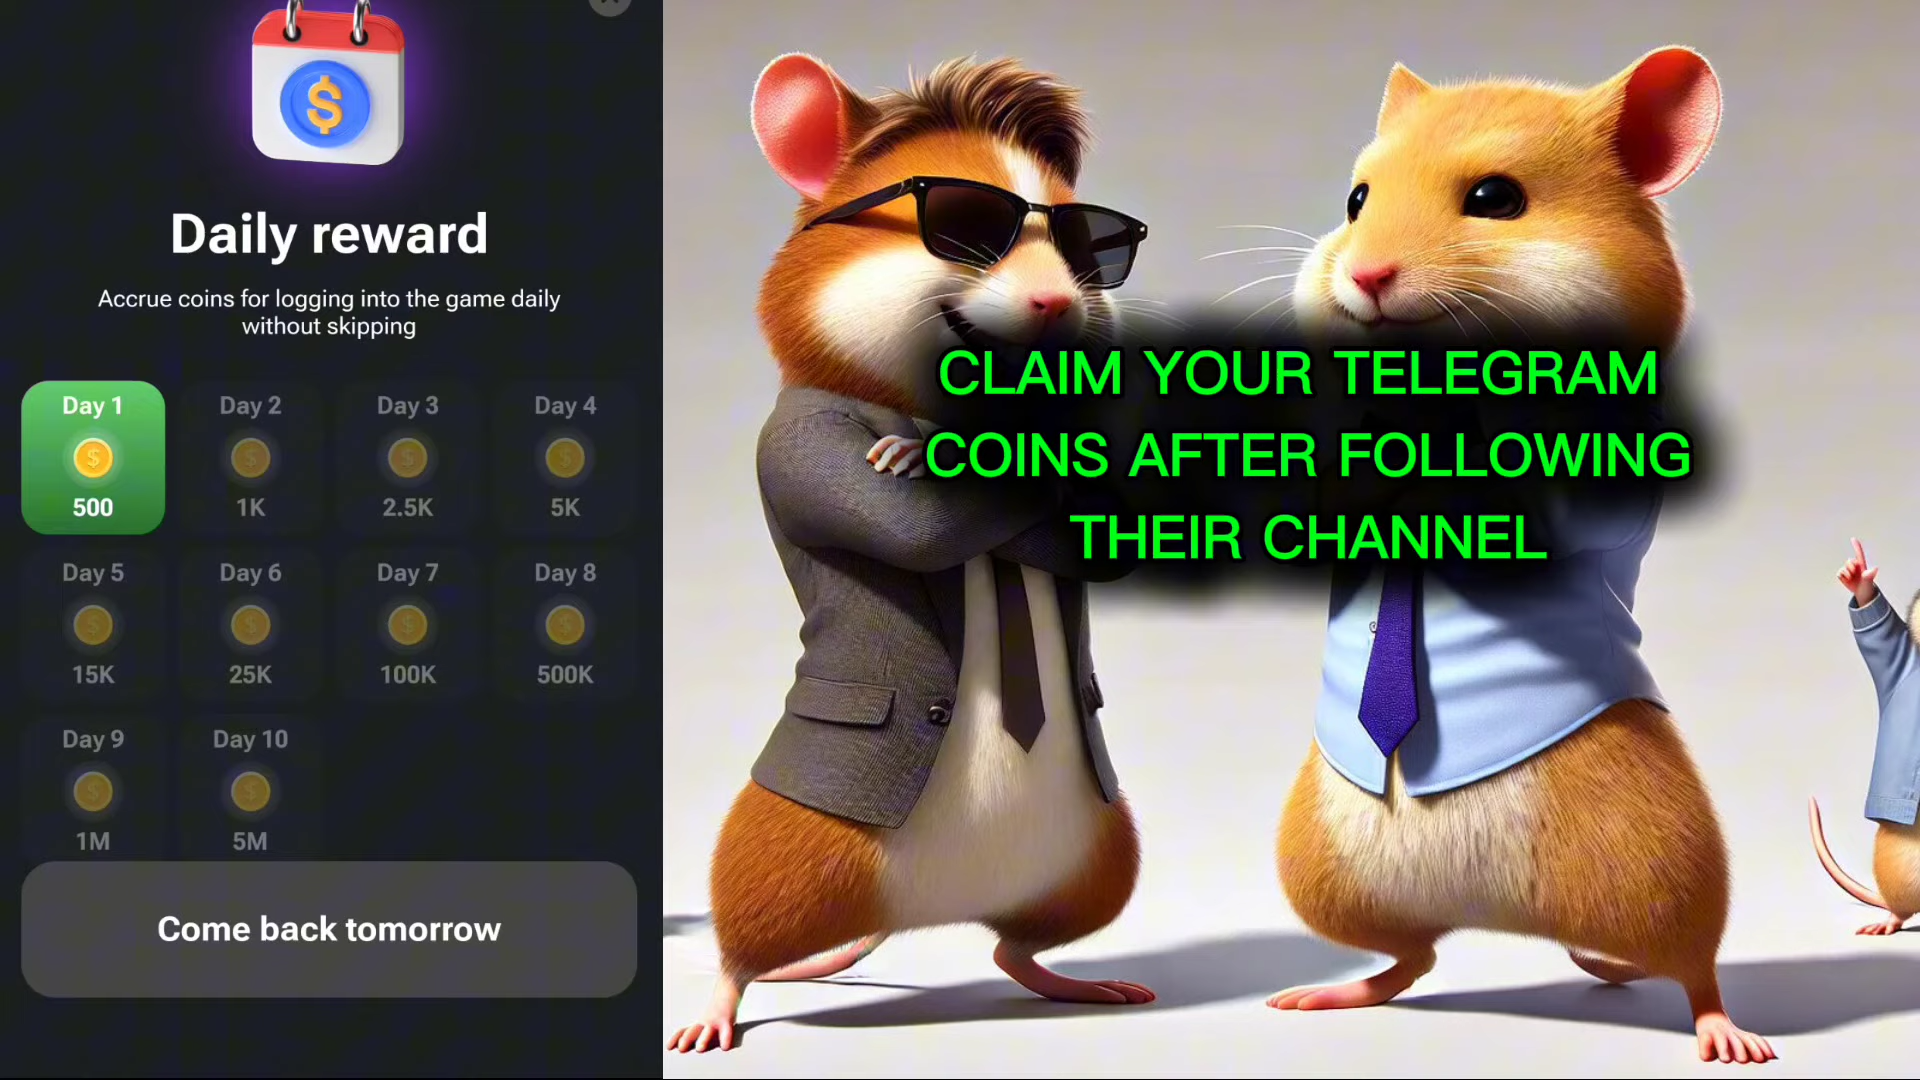 Daily reward
Accrue coins for logging into the game daily
without skipping
Day 1
500
Day 2
1K
Day 3
2.5K
Day 4
5K
Day 5
15K
Day 6
25K
Day 7
100K
Day 8
500K
Day 9
1M
Day 10
5M
Come back tomorrow
CLAIM YOUR TELEGRAM
COINS AFTER FOLLOWING
THEIR CHANNEL